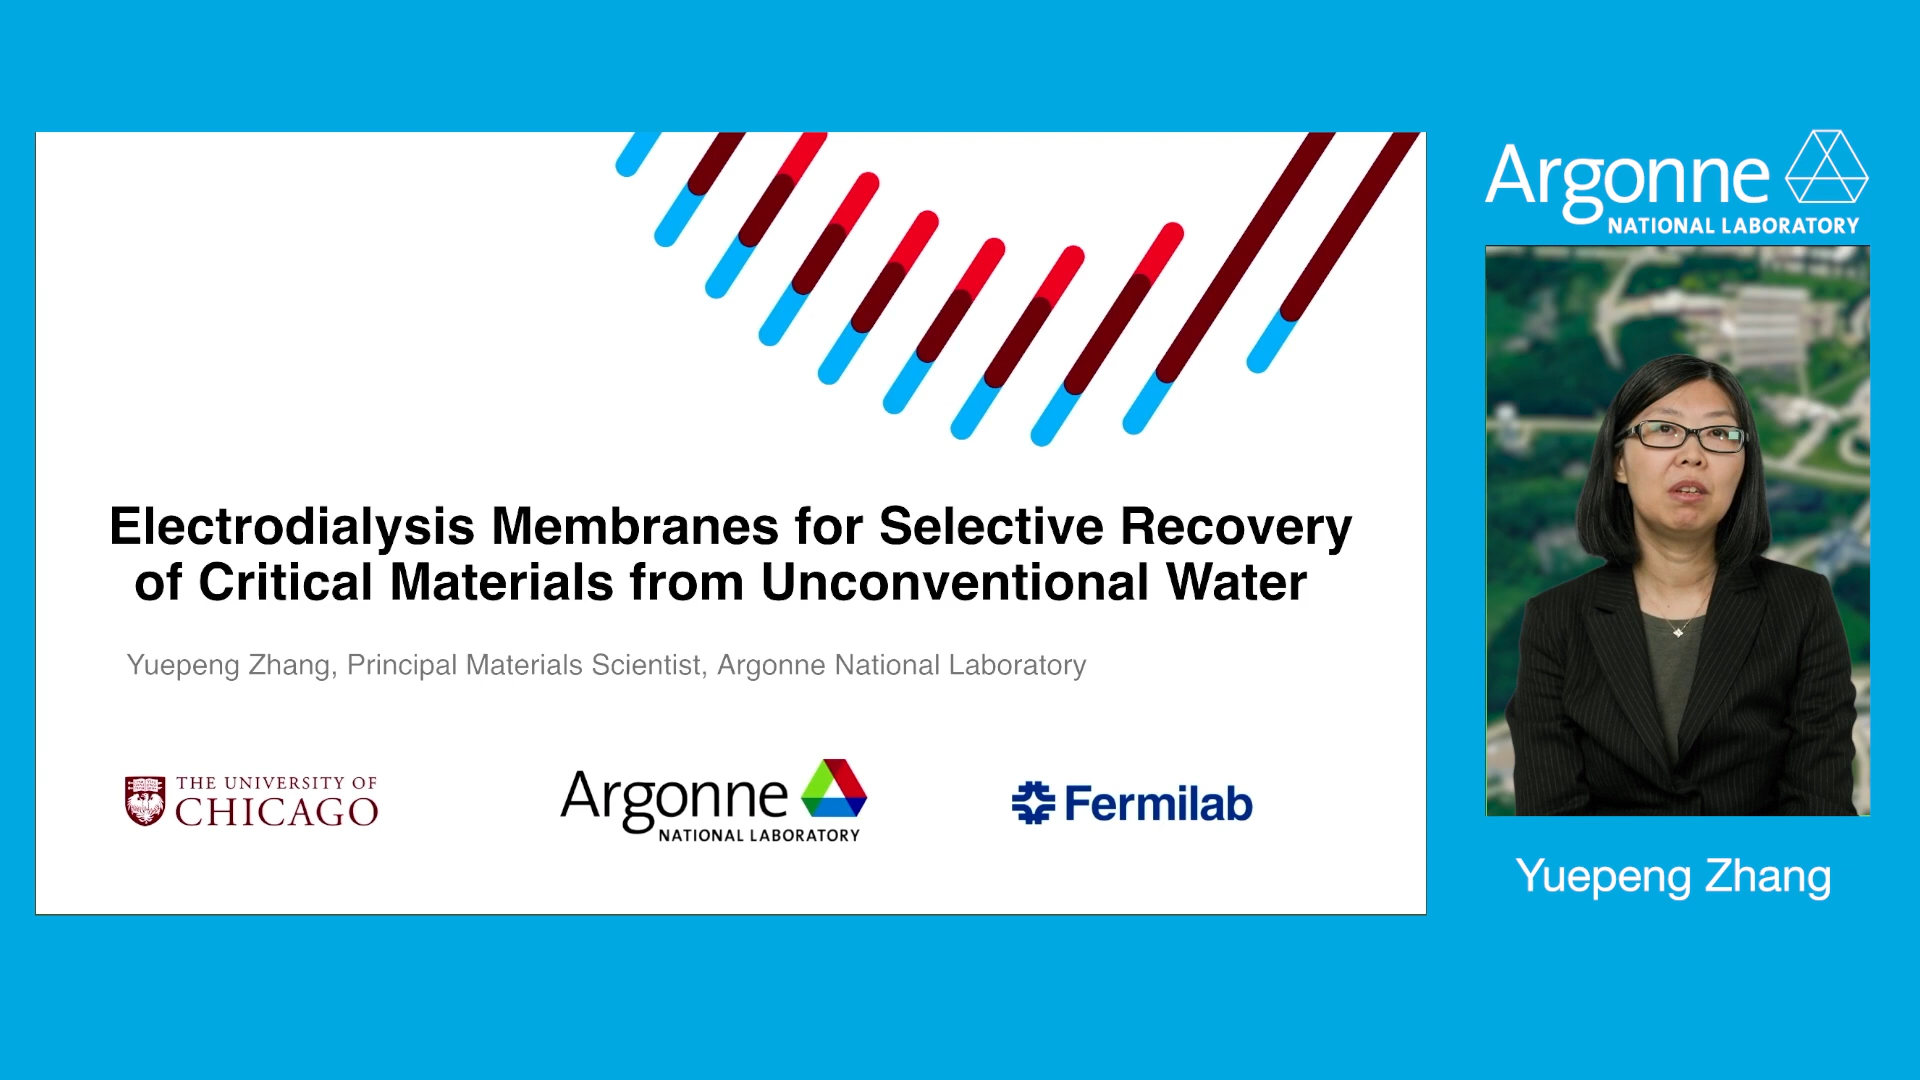 Electrodialysis Membranes for Selective Recovery
of Critical Materials from Unconventional Water
Yuepeng Zhang, Principal Materials Scientist, Argonne National Laboratory
THE UNIVERSITY OF
CHICAGO
Argonne
NATIONAL LABORATORY
Fermilab
Argonne
NATIONAL LABORATORY
Yuepeng Zhang